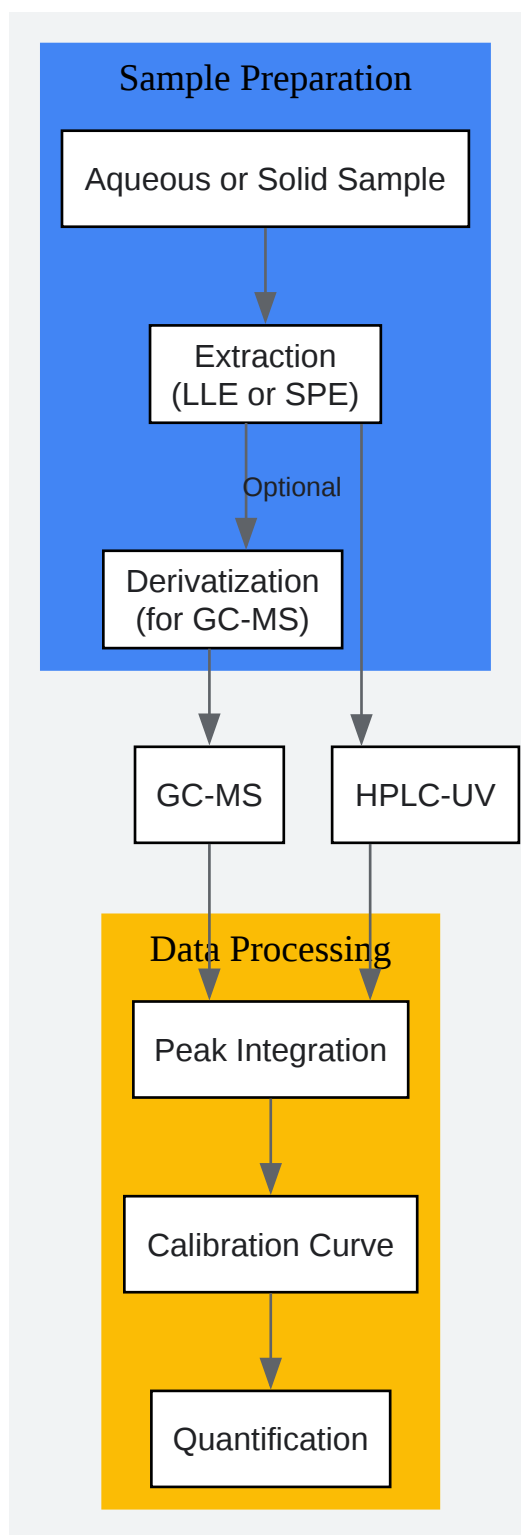 Sample Preparation
Aqueous or Solid Sample
Extraction
(LLE or SPE)
Optional
Derivatization
(for GC-MS)
GC-MS
HPLC-UV
Data Processing
Peak Integration
Calibration Curve
Quantification